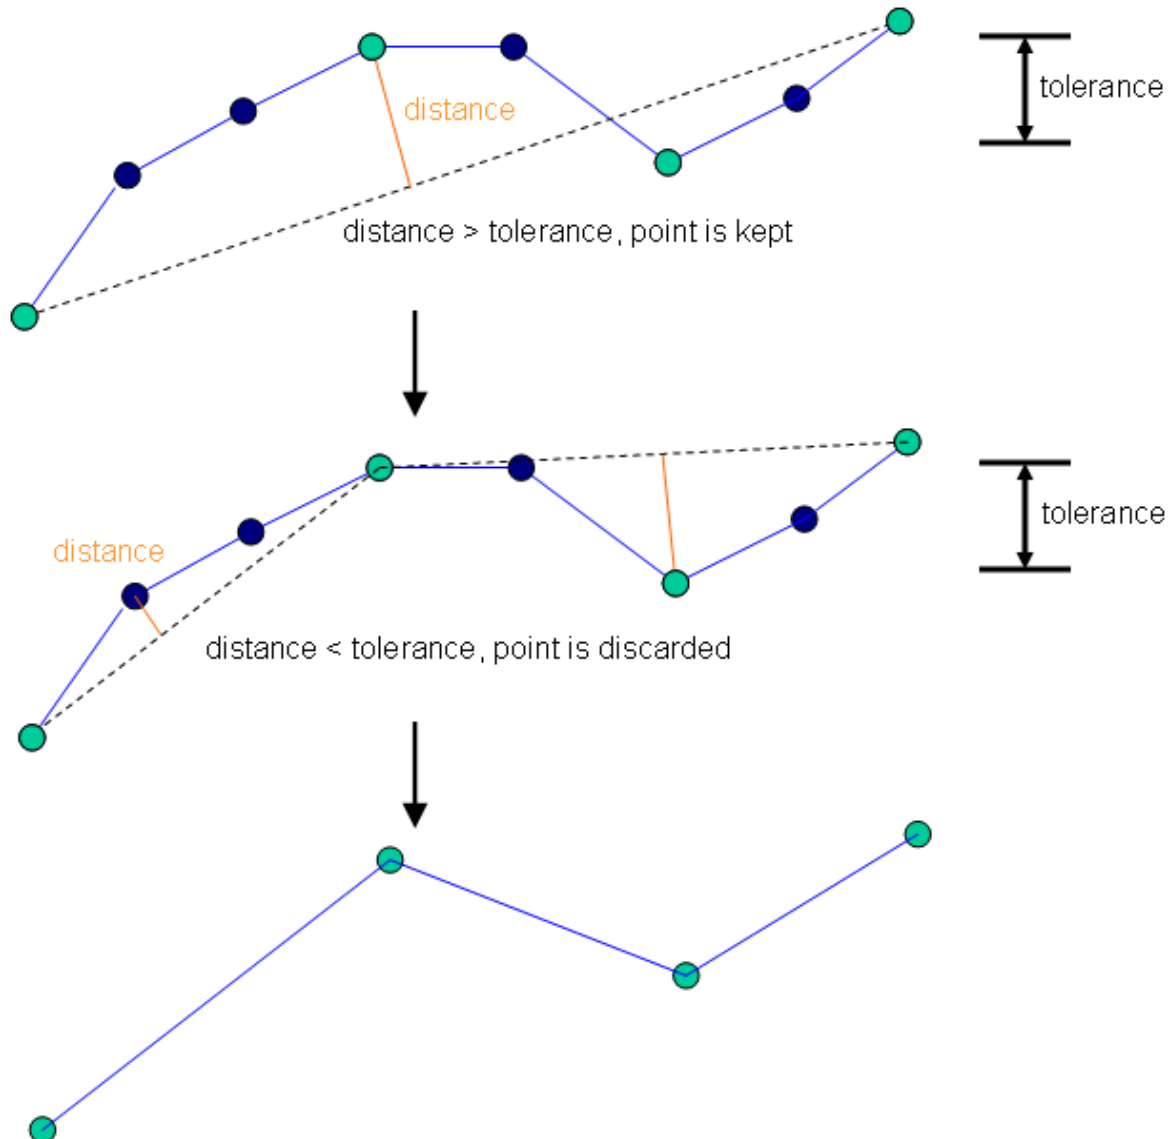 tolerance
distance
distance > tolerance, point is kept
tolerance
distance
distance < tolerance, point is discarded